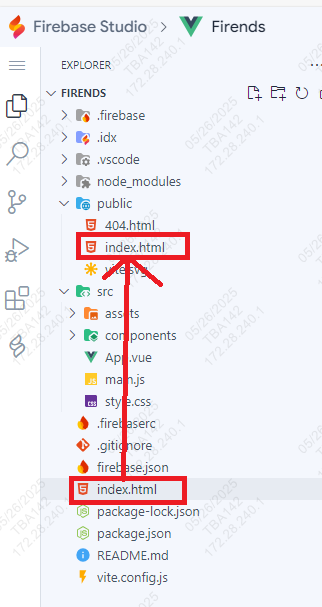 Firebase Studio > Firends
EXPLORER
FIRENDS
.firebase
.idx
.vscode
node_modules
public
404.html
index.html
vite.svg
src
assets
components
App.vue
main.js
style.css
.firebaserc
.gitignore
firebase.json
index.html
package-lock.json
package.json
README.md
vite.config.js
05/26/2025
TBA142
172.28.240.1